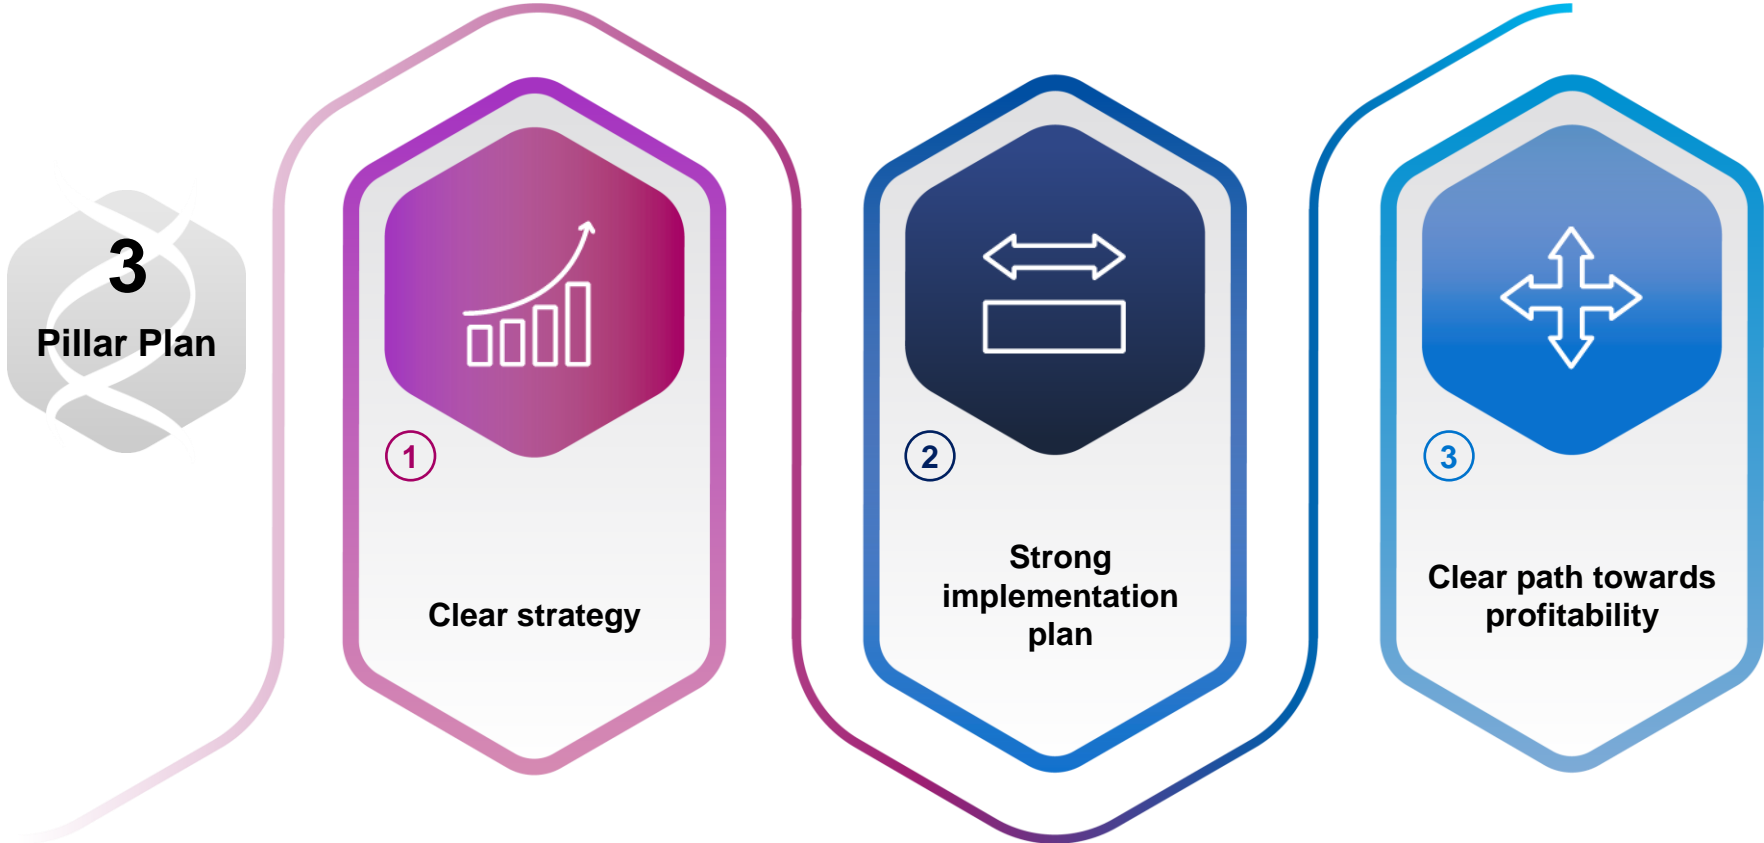 3
Pillar Plan
1
Clear strategy
2
Strong
implementation
plan
3
Clear path towards
profitability